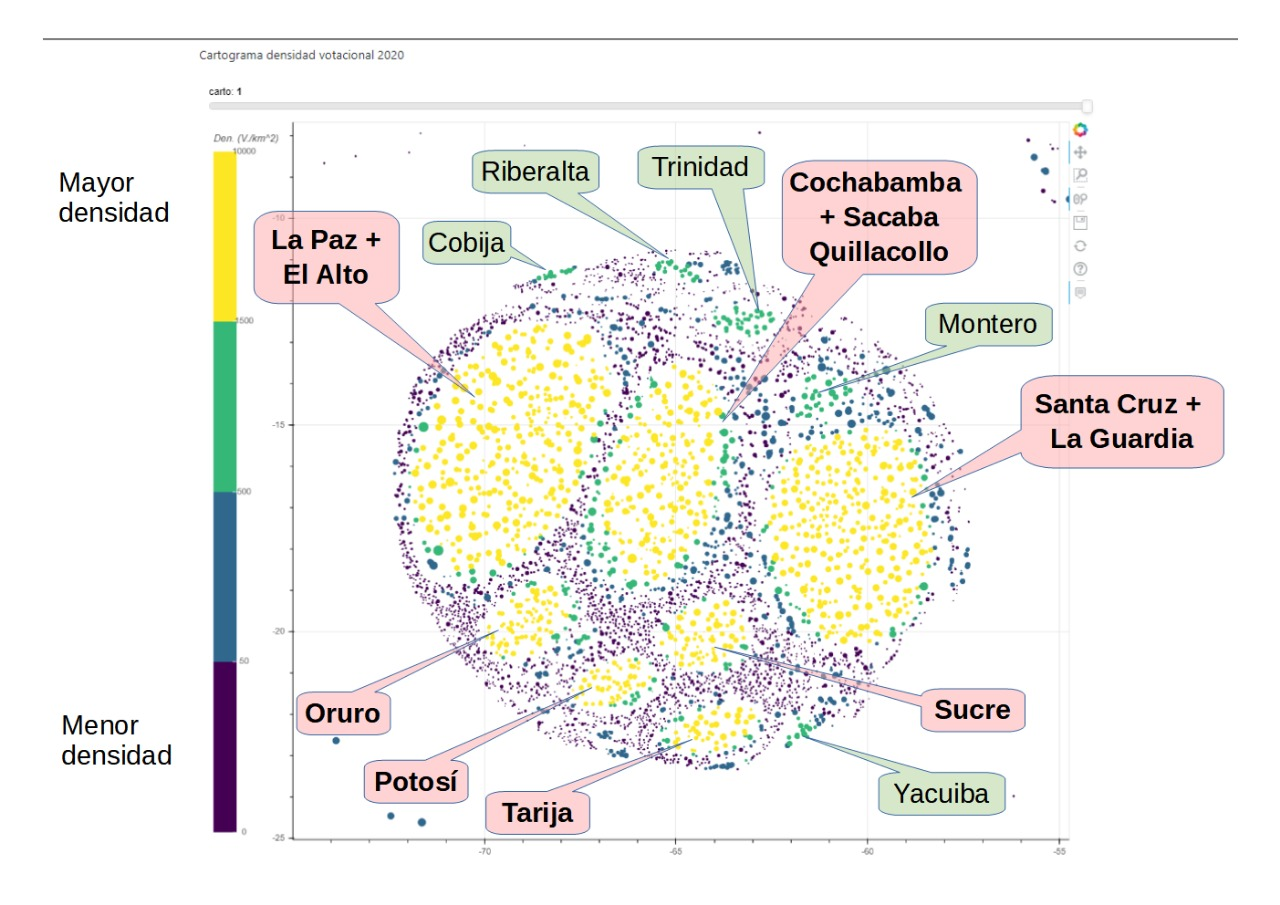 Cartograma densidad votacional 2020
carto: 1
Den. (V./km^2)
10000
1500
500
50
0
Mayor
densidad
Menor
densidad
Riberalta
Trinidad
Cochabamba
+ Sacaba
Quillacollo
La Paz +
El Alto
Cobija
Montero
Santa Cruz +
La Guardia
Oruro
Sucre
Potosí
Tarija
Yacuiba
-10
-15
-20
-25
-70
-65
-60
-55